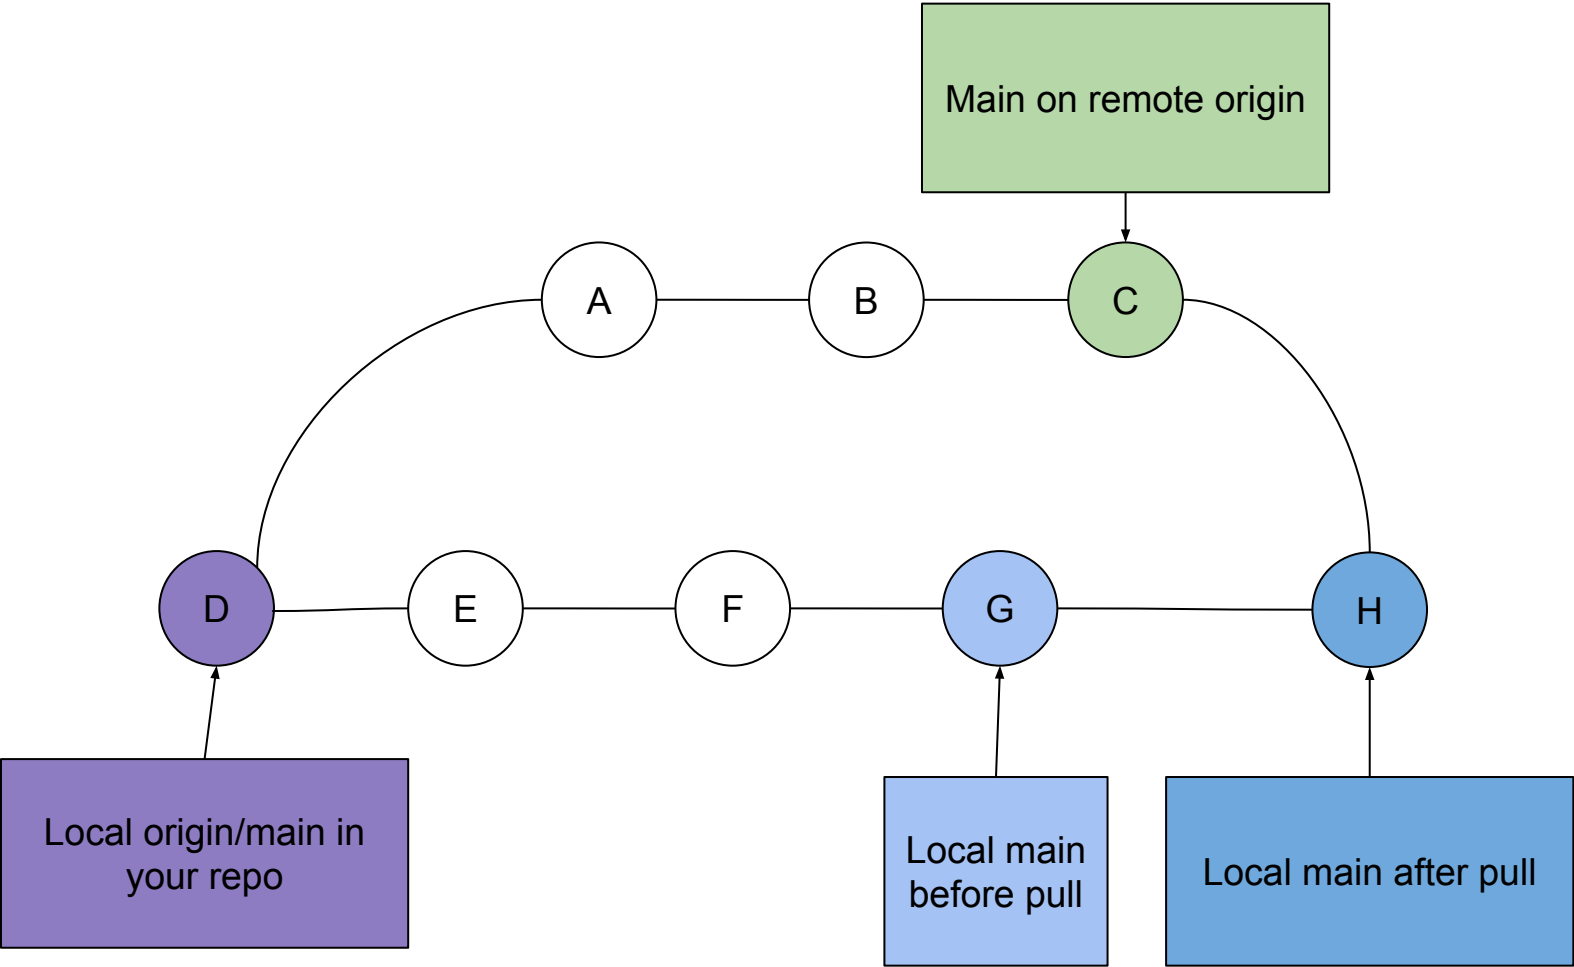 Main on remote origin
A
B
C
D
E
F
G
H
Local origin/main in
your repo
Local main
before pull
Local main after pull